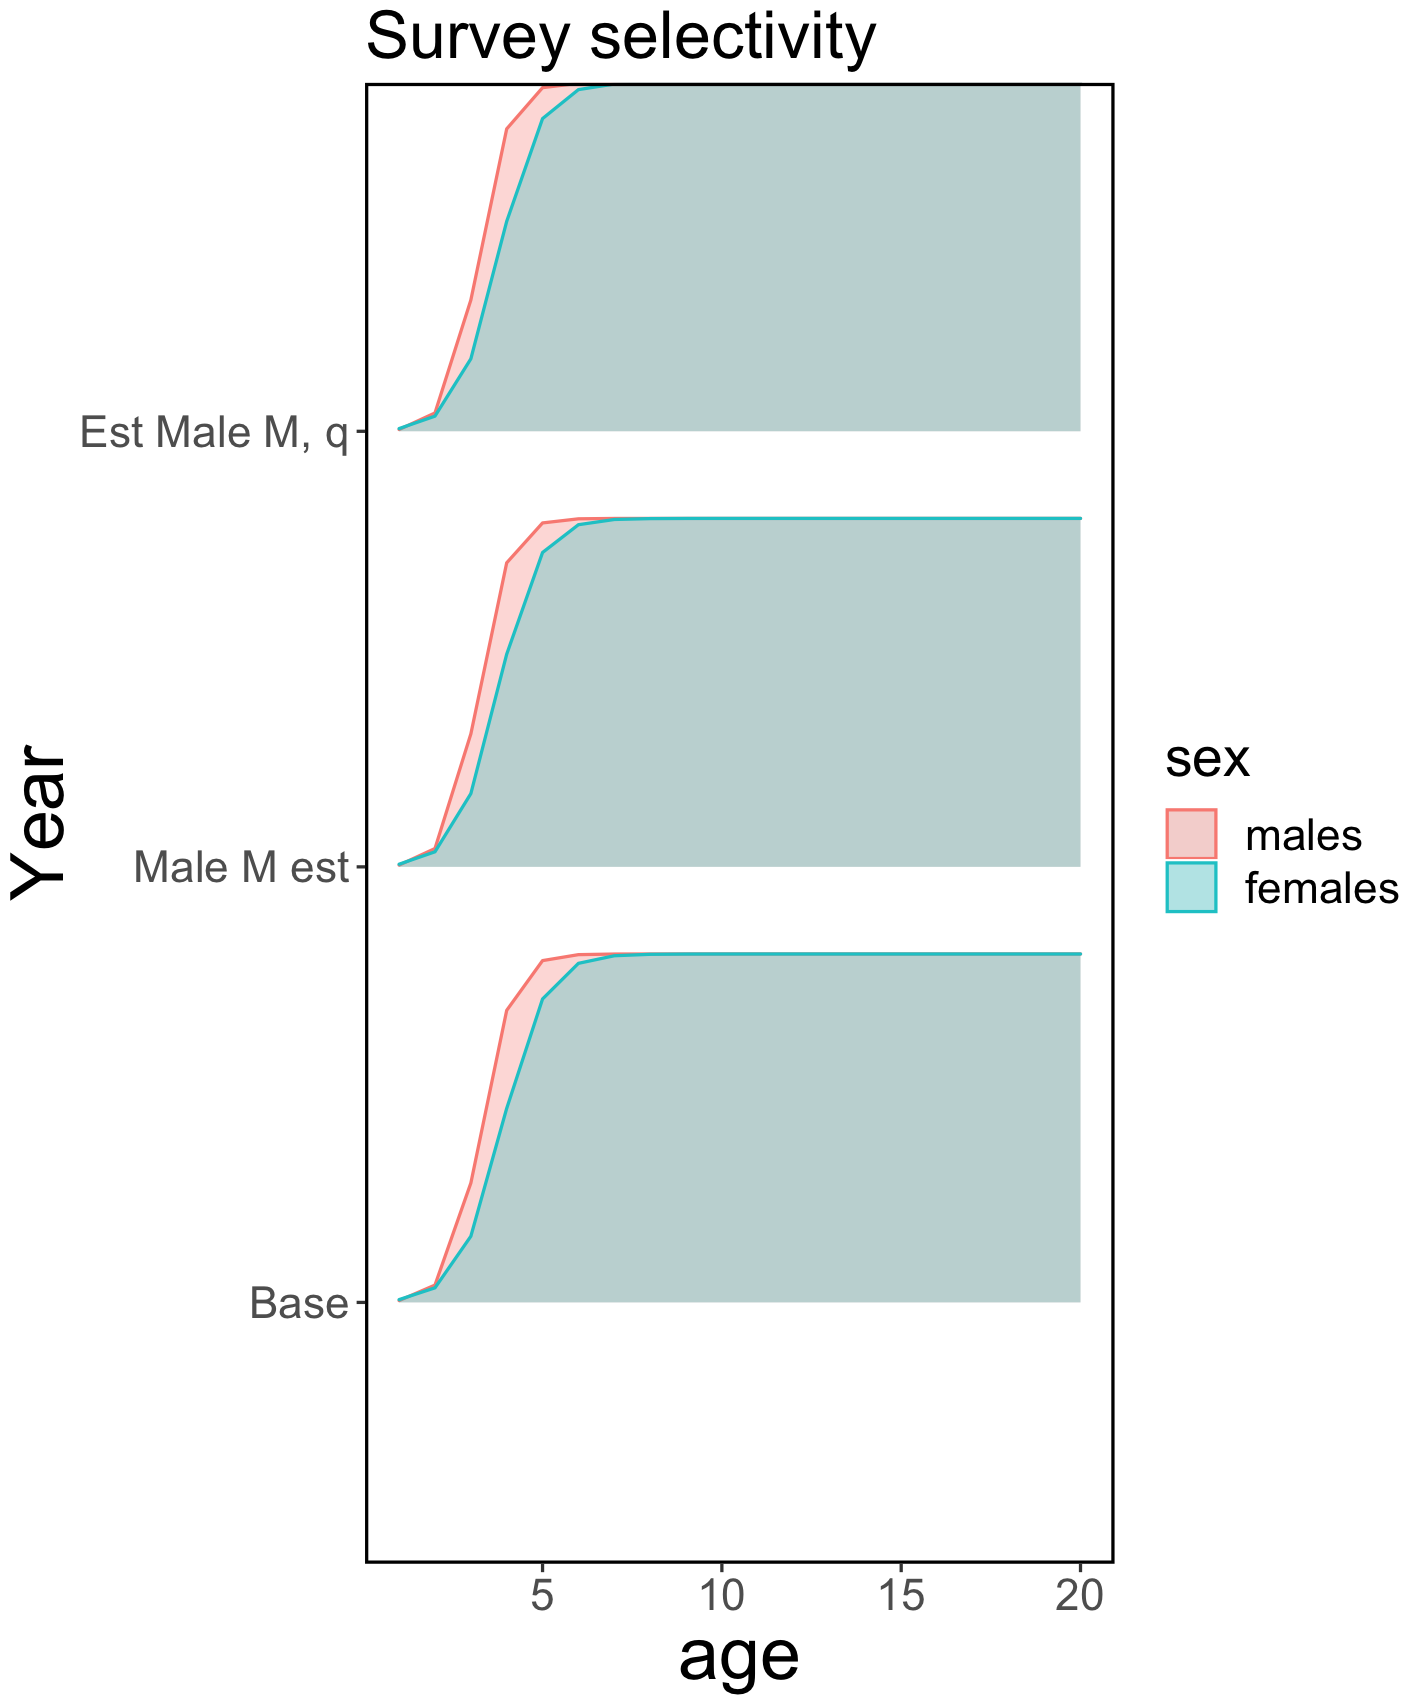 Survey selectivity
Est Male M, q
Male M est
Base
Year
5 10 15 20
age
sex
males
females